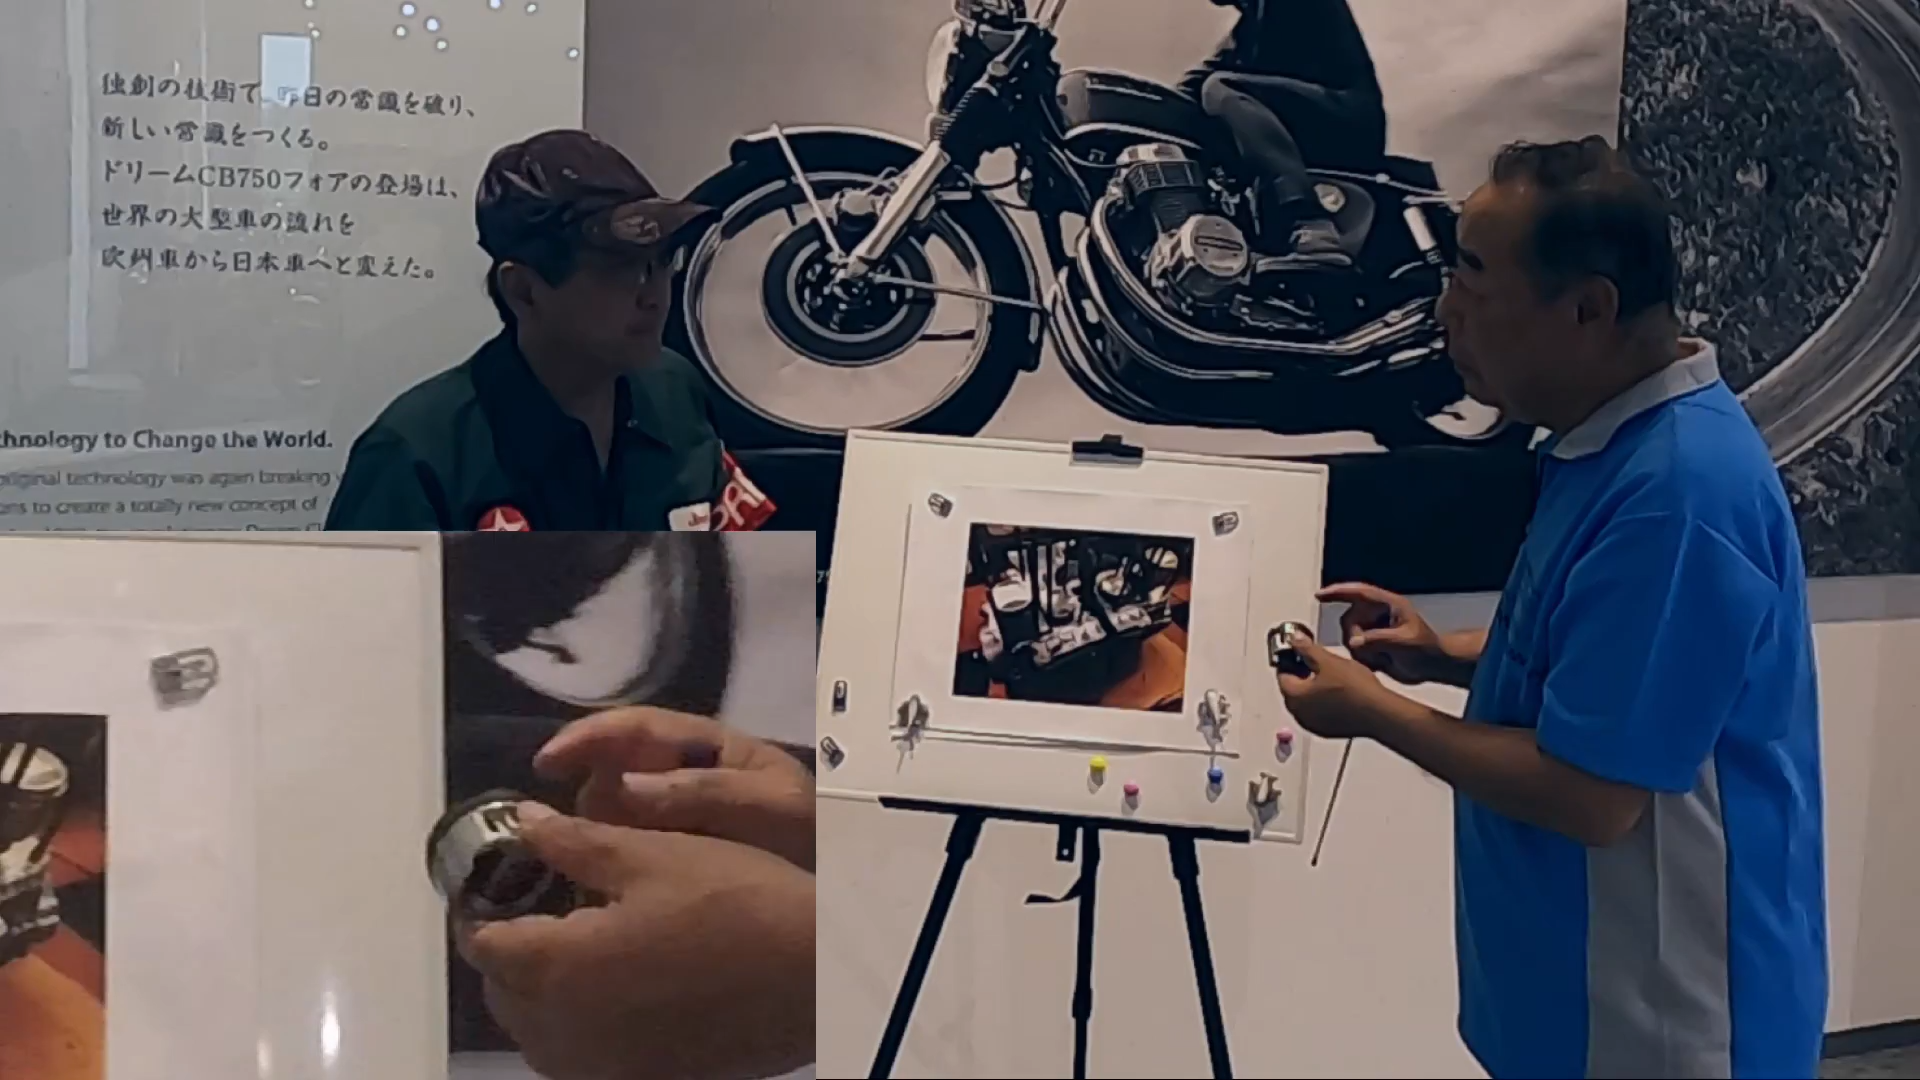 独創の技術で、昨日の常識を破り、
新しい常識をつくる。
ドリームCB750フォアの登場は、
世界の大型車の流れを
欧州車から日本車へと変えた。
chnology to Change the World.
original technology was again breaking
ons to create a totally new concept of